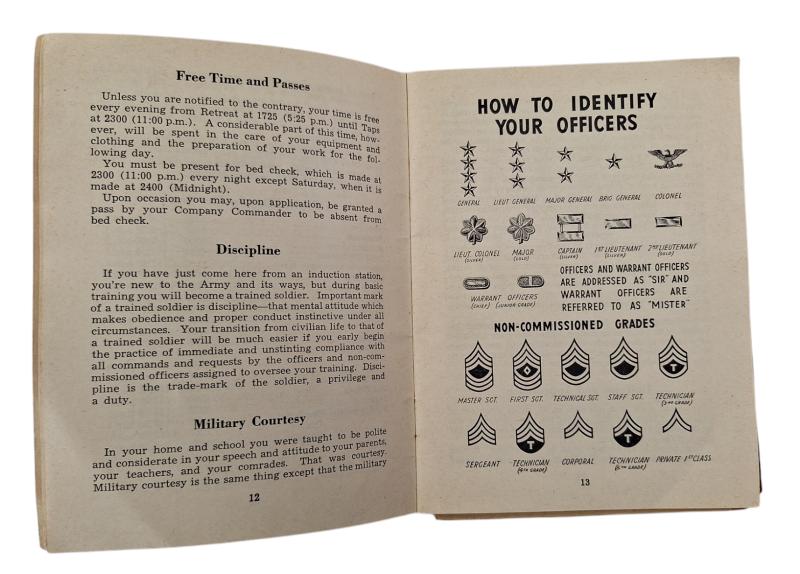 Free Time and Passes
Unless you are notified to the contrary, your time is free
every evening from Retreat at 1725 (5:25 p.m.) until Taps
at 2300 (11:00 p.m.). A considerable part of this time, how-
ever, will be spent in the care of your equipment and
clothing and the preparation of your work for the fol-
lowing day.
You must be present for bed check, which is made at
2300 (11:00 p.m.) every night except Saturday, when it is
made at 2400 (Midnight).
Upon occasion you may, upon application, be granted a
pass by your Company Commander to be absent from
bed check.
Discipline
If you have just come here from an induction station,
you're new to the Army and its ways, but during basic
training you will become a trained soldier. Important mark
of a trained soldier is discipline—that mental attitude which
makes obedience and proper conduct instinctive under all
circumstances. Your transition from civilian life to that of
a trained soldier will be much easier if you early begin
the practice of immediate and unstinting compliance with
all commands and requests by the officers and non-com-
missioned officers assigned to oversee your training. Disci-
pline is the trade-mark of the soldier, a privilege and
a duty.
Military Courtesy
In your home and school you were taught to be polite
and considerate in your speech and attitude to your parents,
your teachers, and your comrades. That was courtesy.
Military courtesy is the same thing except that the military
12
HOW TO IDENTIFY
YOUR OFFICERS
GENERAL LIEUT GENERAL MAJOR GENERAL BRIG GENERAL COLONEL
LIEUT. COLONEL MAJOR CAPTAIN 1ST LIEUTENANT 2ND LIEUTENANT
(SILVER) (GOLD) (SILVER) (SILVER) (GOLD)
WARRANT OFFICERS
(CHIEF) (JUNIOR GRADE)
OFFICERS AND WARRANT OFFICERS
ARE ADDRESSED AS "SIR" AND
WARRANT OFFICERS ARE
REFERRED TO AS "MISTER"
NON-COMMISSIONED GRADES
MASTER SGT. FIRST SGT. TECHNICAL SGT. STAFF SGT. TECHNICIAN
(3RD GRADE)
SERGEANT TECHNICIAN CORPORAL TECHNICIAN PRIVATE 1ST CLASS
(4TH GRADE) (5TH GRADE)
13